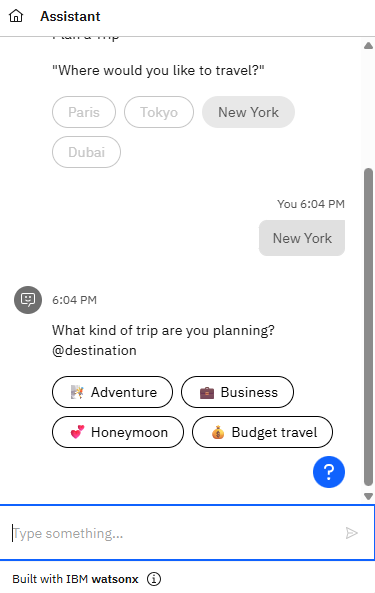 Assistant
Plan a Trip
"Where would you like to travel?"
Paris
Tokyo
New York
Dubai
You 6:04 PM
New York
6:04 PM
What kind of trip are you planning?
@destination
Adventure
Business
Honeymoon
Budget travel
?
Type something...
Built with IBM watsonx